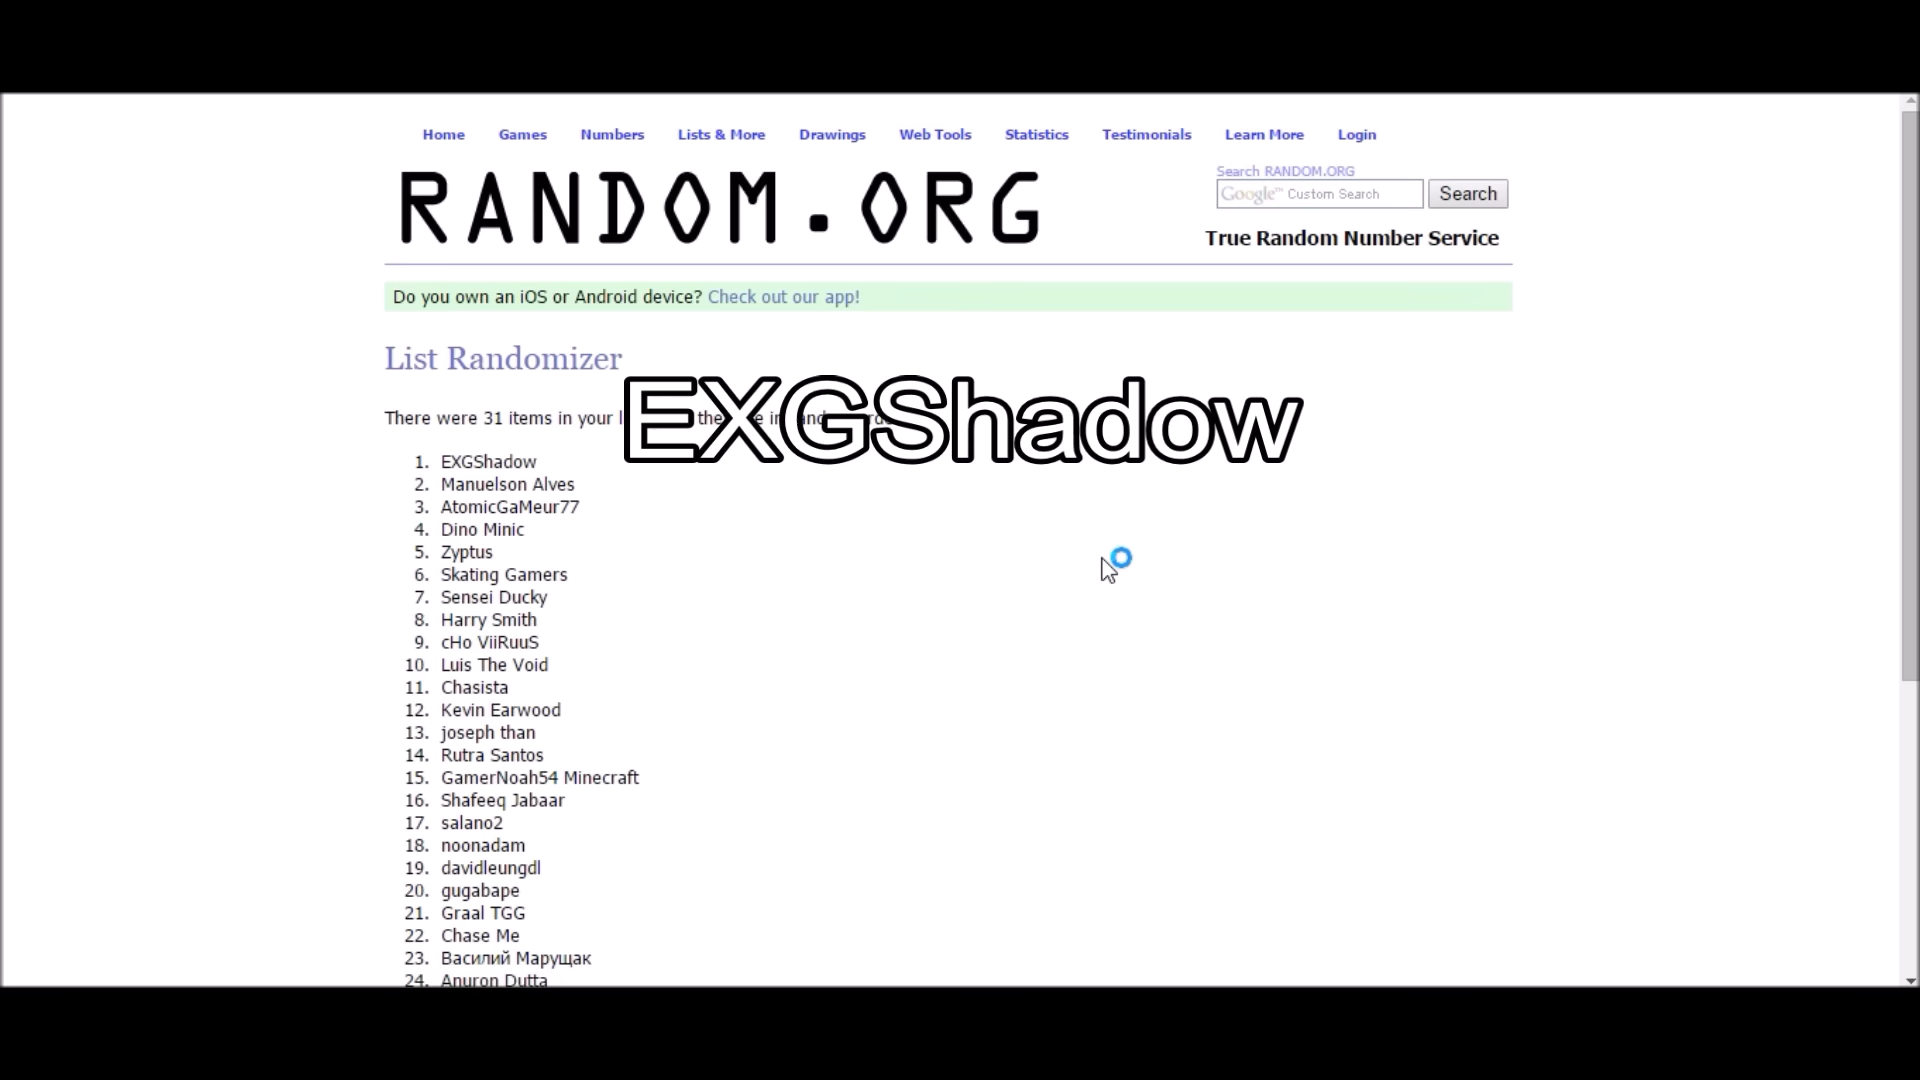 Home Games Numbers Lists & More Drawings Web Tools Statistics Testimonials Learn More Login
RANDOM.ORG
Search RANDOM.ORG
Google™ Custom Search Search
True Random Number Service
Do you own an iOS or Android device? Check out our app!
List Randomizer
EXGShadow
There were 31 items in your
1. EXGShadow
2. Manuelson Alves
3. AtomicGaMeur77
4. Dino Minic
5. Zyptus
6. Skating Gamers
7. Sensei Ducky
8. Harry Smith
9. cHo ViiRuuS
10. Luis The Void
11. Chasista
12. Kevin Earwood
13. joseph than
14. Rutra Santos
15. GamerNoah54 Minecraft
16. Shafeeq Jabaar
17. salano2
18. noonadam
19. davidleungdl
20. gugabape
21. Graal TGG
22. Chase Me
23. Василий Марущак
24. Anuron Dutta